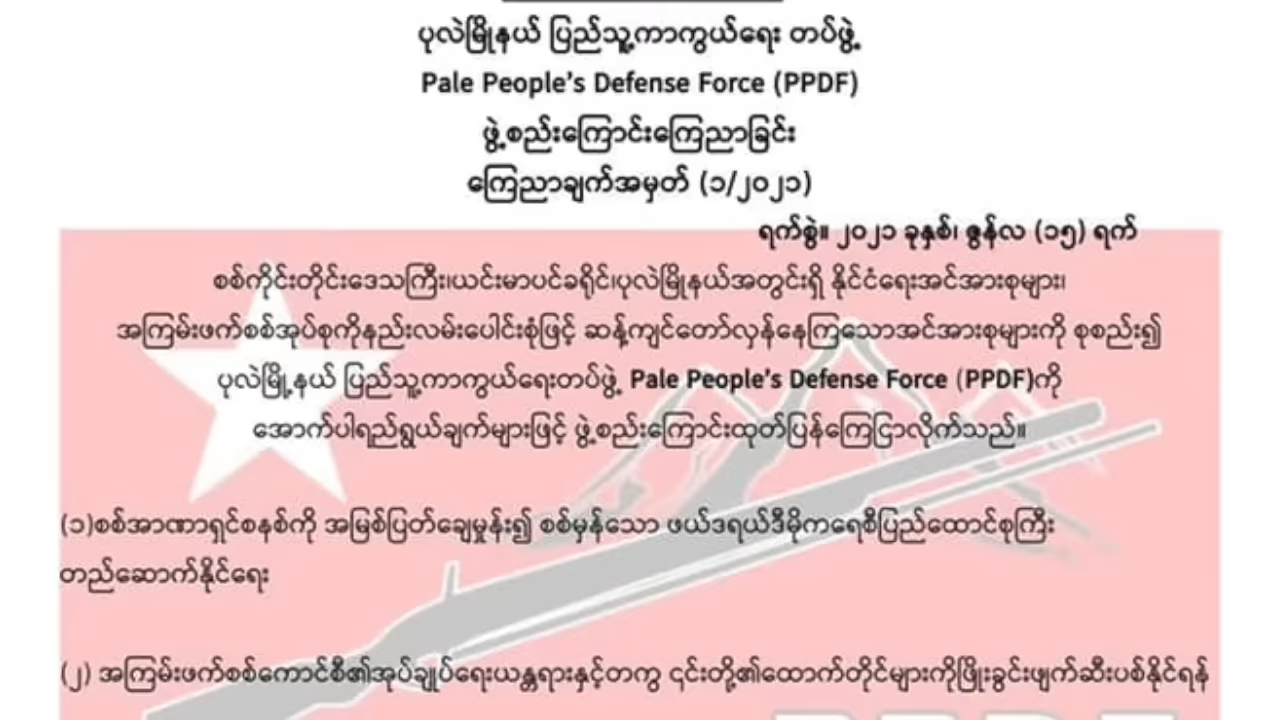 ပုလဲမြိုနယ် ပြည်သူ့ကာကွယ်ရေး တပ်ဖွဲ့
Pale People’s Defense Force (PPDF)
ဖွဲ့စည်းကြောင်းကြေညာခြင်း
ကြေညာချက်အမှတ် (၁/၂၀၂၁)
ရက်စွဲ။ ၂၀၂၁ ခုနှစ်၊ ဇွန်လ (၁၅) ရက်
စစ်ကိုင်းတိုင်းဒေသကြီး၊ယင်းမာပင်ခရိုင်၊ပုလဲမြို့နယ်အတွင်းရှိ နိုင်ငံရေးအင်အားစုများ၊
အကြမ်းဖက်စစ်အုပ်စုကိုနည်းလမ်းပေါင်းစုံဖြင့် ဆန့်ကျင်တော်လှန်နေကြသောအင်အားစုများကို စုစည်း၍
ပုလဲမြို့နယ် ပြည်သူ့ကာကွယ်ရေးတပ်ဖွဲ့ Pale People’s Defense Force (PPDF)ကို
အောက်ပါရည်ရွယ်ချက်များဖြင့် ဖွဲ့စည်းကြောင်းထုတ်ပြန်ကြေငြာလိုက်သည်။
(၁)စစ်အာဏာရှင်စနစ်ကို အမြစ်ပြတ်ချေမှုန်း၍ စစ်မှန်သော ဖယ်ဒရယ်ဒီမိုကရေစီပြည်ထောင်စုကြီး
တည်ဆောက်နိုင်ရေး
(၂) အကြမ်းဖက်စစ်ကောင်စီ၏အုပ်ချုပ်ရေးယန္တရားနှင့်တကွ ၎င်းတို့၏ထောက်တိုင်များကိုဖြိုးခွင်းဖျက်ဆီးပစ်နိုင်ရန်